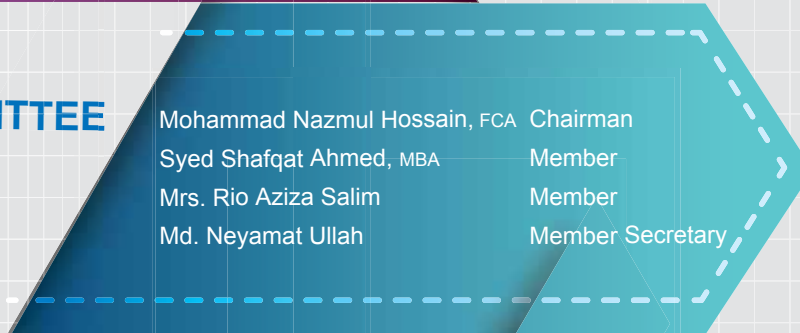 Mohammad Nazmul Hossain, FCA Chairman
Syed Shafqat Ahmed, MBA Member
Mrs. Rio Aziza Salim Member
Md. Neyamat Ullah Member Secretary